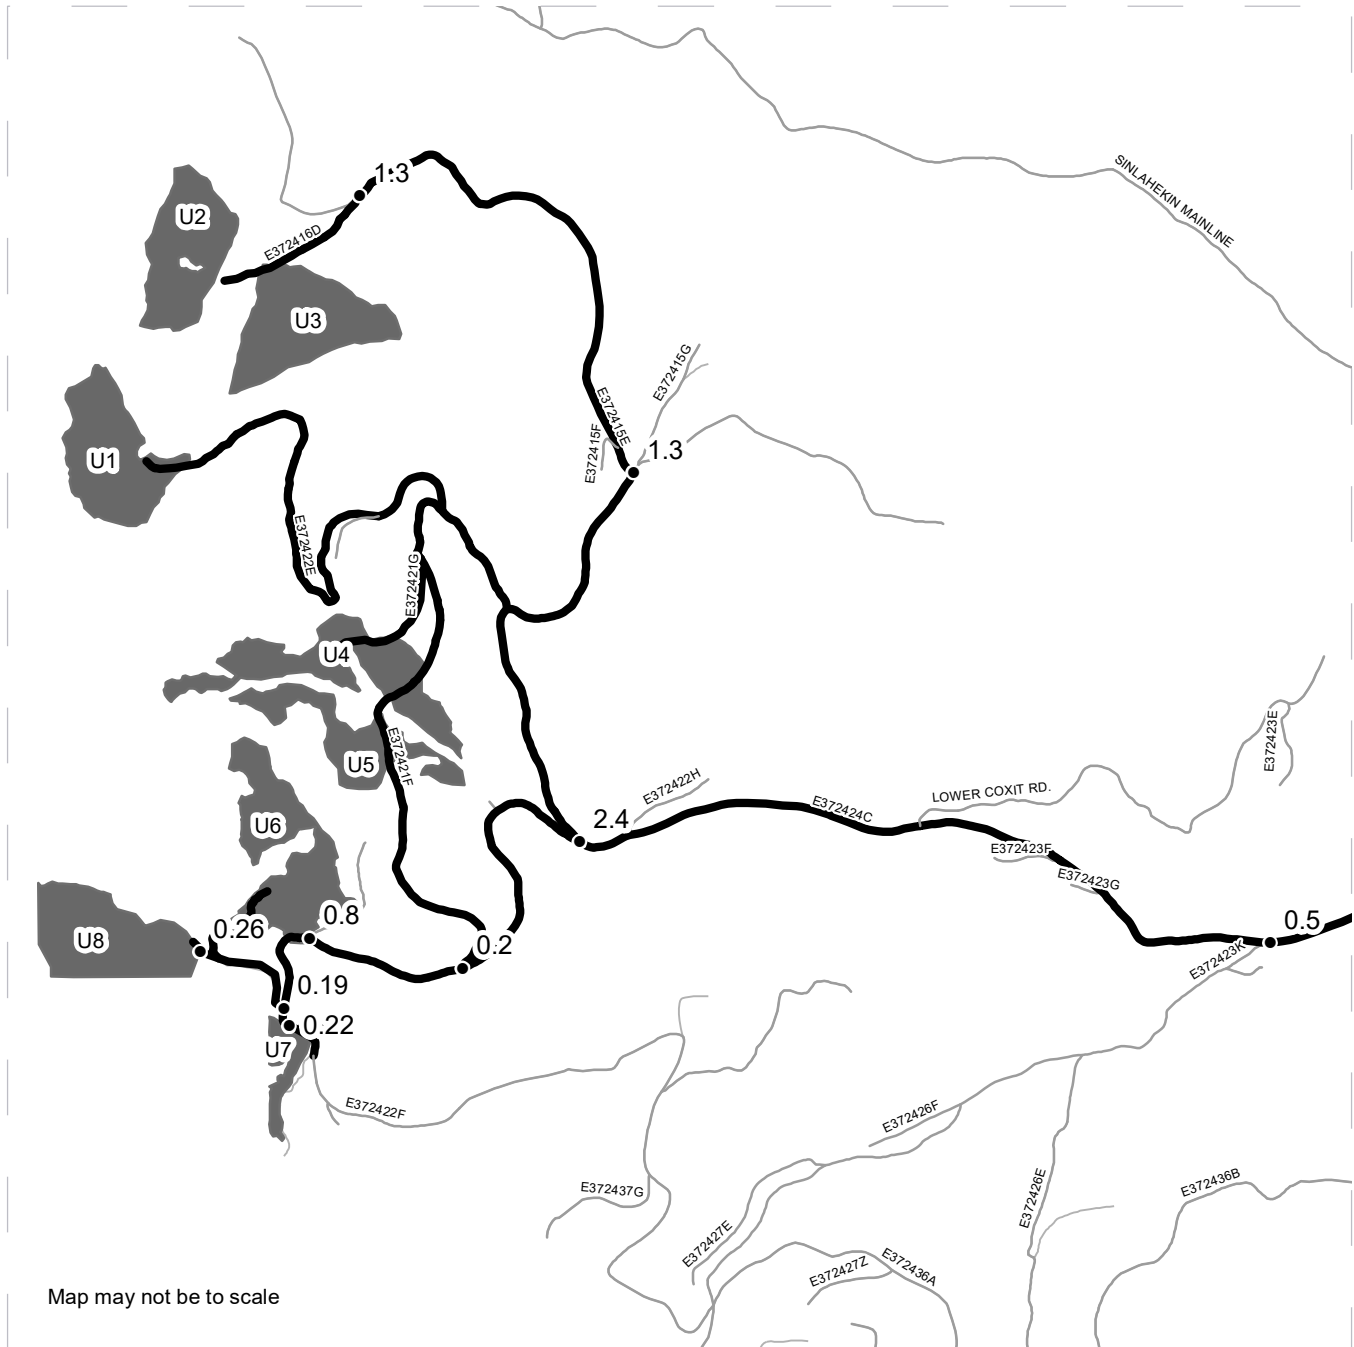 SINLAHEKIN MAINLINE
1.3
U2
E372416D
U3
E372415G
E372415E
E372415F
1.3
U1
E372422E
E372421G
U4
E372421F
U5
E372423E
E372422H
LOWER COXIT RD.
E372424C
2.4
U6
E372423F
E372423G
0.8
0.26
0.5
U8
0.2
E372423K
0.19
0.22
U7
E372422F
E372426F
E372426E
E372437G
E372436B
E372427E
E372427Z
E372436A
Map may not be to scale